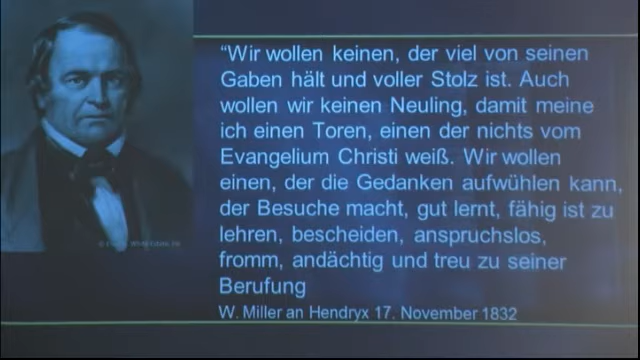 “Wir wollen keinen, der viel von seinen
Gaben hält und voller Stolz ist. Auch
wollen wir keinen Neuling, damit meine
ich einen Toren, einen der nichts vom
Evangelium Christi weiß. Wir wollen
einen, der die Gedanken aufwühlen kann,
der Besuche macht, gut lernt, fähig ist zu
lehren, bescheiden, anspruchslos,
fromm, andächtig und treu zu seiner
Berufung
W. Miller an Hendryx 17. November 1832